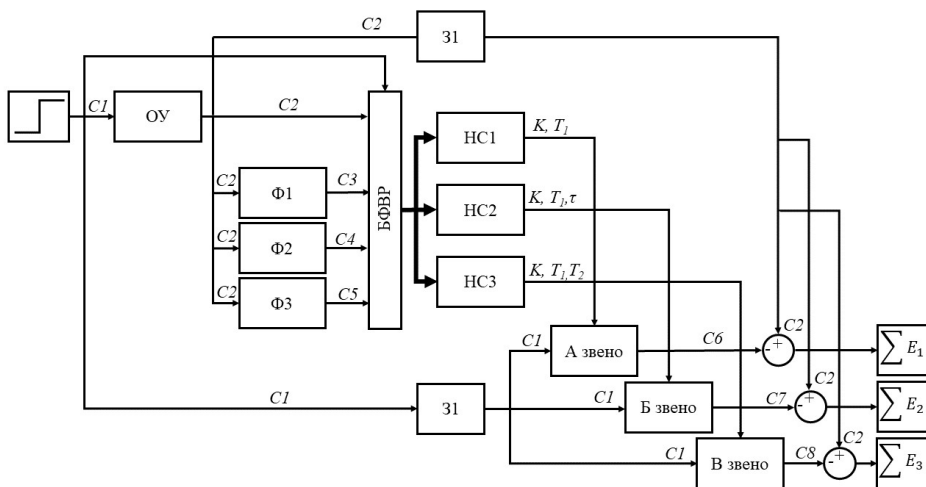 C2
З1
C1
ОУ
C2
C2
Ф1
C3
C2
Ф2
C4
C2
Ф3
C5
БФВР
НС1
K, T1
НС2
K, T1,τ
НС3
K, T1,T2
C1
А звено
C6
C2
- +
∑ E1
C1
З1
C1
Б звено
C7
C2
- +
∑ E2
C1
В звено
C8
C2
- +
∑ E3